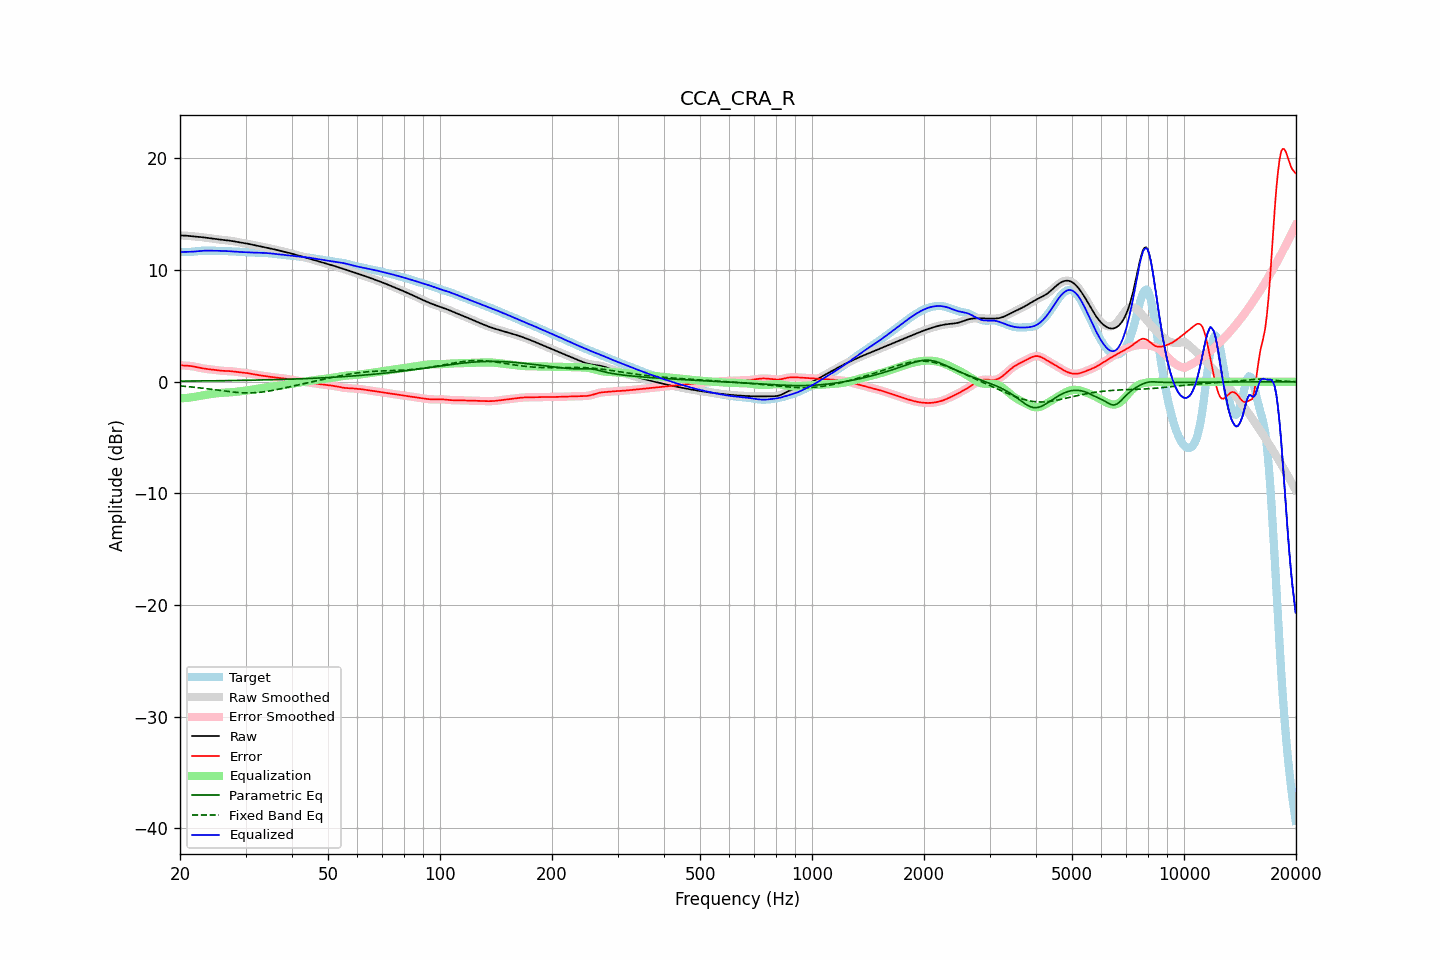 CCA_CRA_R
Amplitude (dBr)
20
10
0
−10
−20
−30
−40
Target
Raw Smoothed
Error Smoothed
Raw
Error
Equalization
Parametric Eq
Fixed Band Eq
Equalized
20 50 100 200 500 1000 2000 5000 10000 20000
Frequency (Hz)